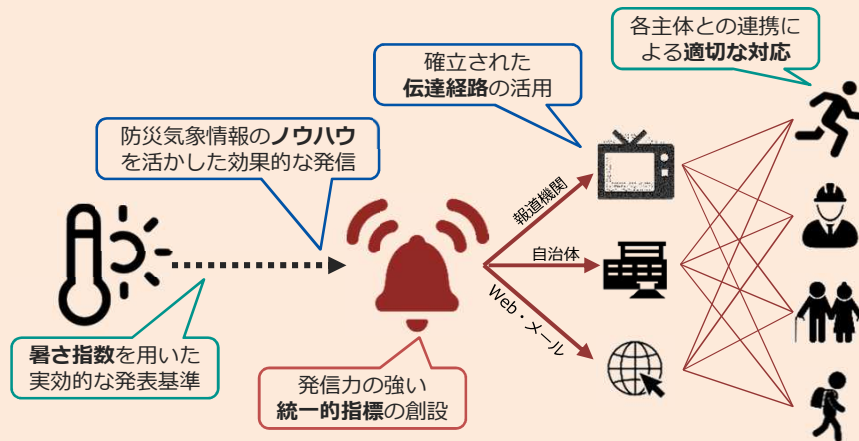 各主体との連携に
よる適切な対応
確立された
伝達経路の活用
防災気象情報のノウハウ
を活かした効果的な発信
報道機関
自治体
Web・メール
暑さ指数を用いた
実効的な発表基準
発信力の強い
統一的指標の創設